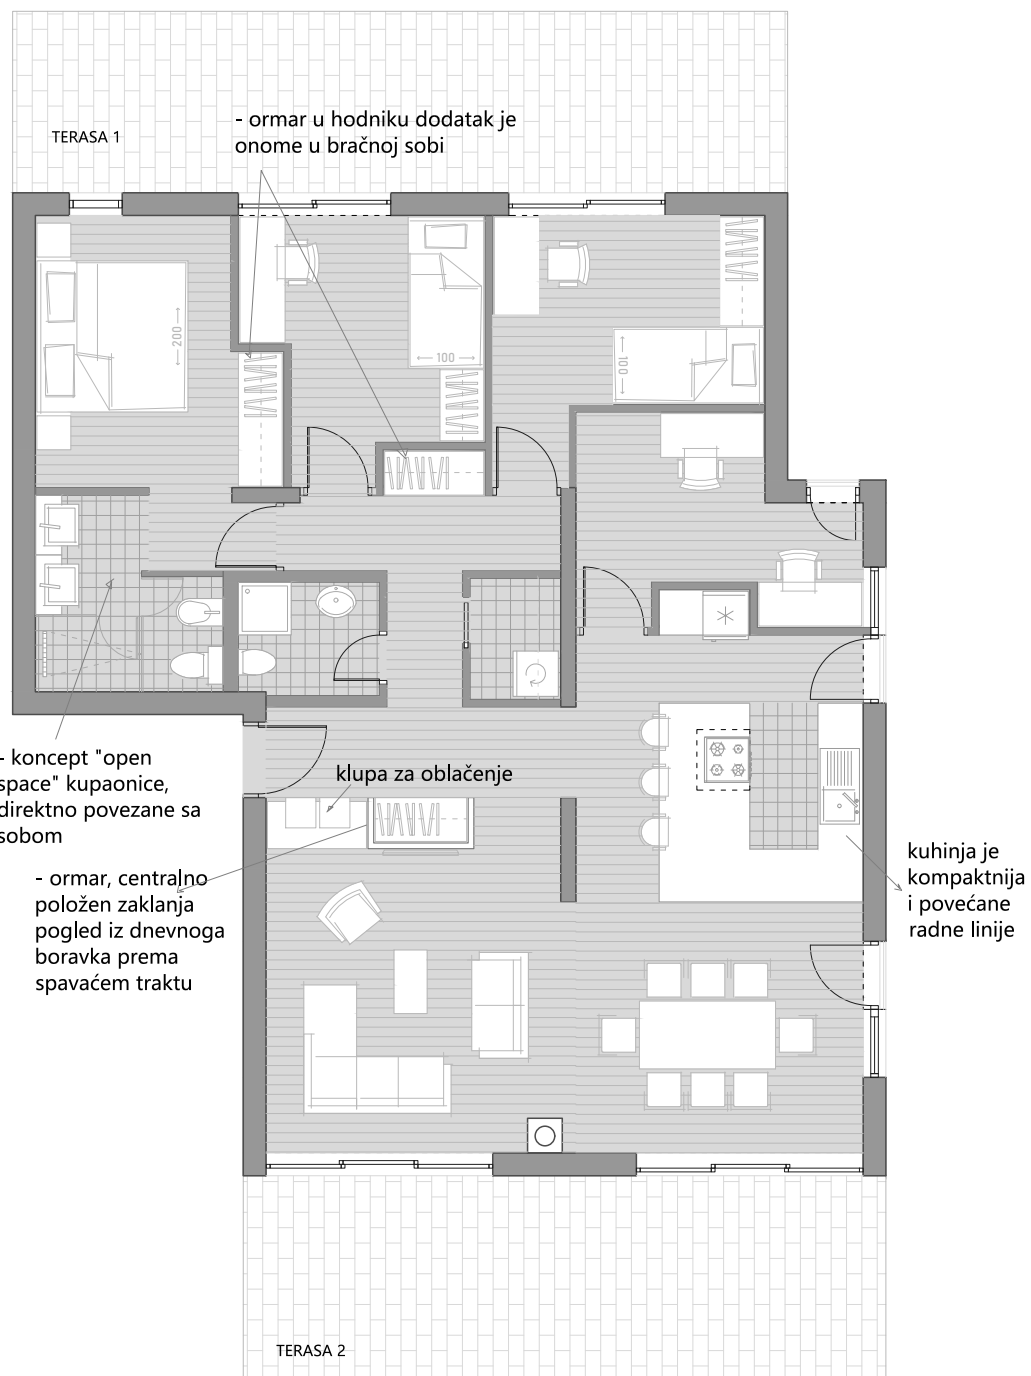 TERASA 1
- ormar u hodniku dodatak je
onome u bračnoj sobi
200
100
100
- koncept "open
space" kupaonice,
direktno povezane sa
sobom
klupa za oblačenje
- ormar, centralno
položen zaklanja
pogled iz dnevnoga
boravka prema
spavaćem traktu
kuhinja je
kompaktnija
i povećane
radne linije
TERASA 2